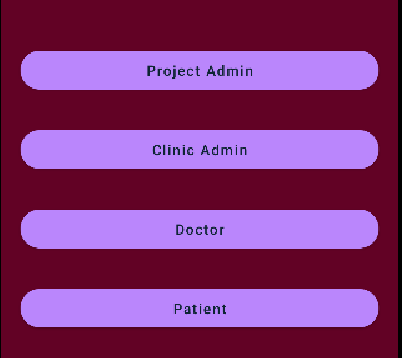 Project Admin
Clinic Admin
Doctor
Patient